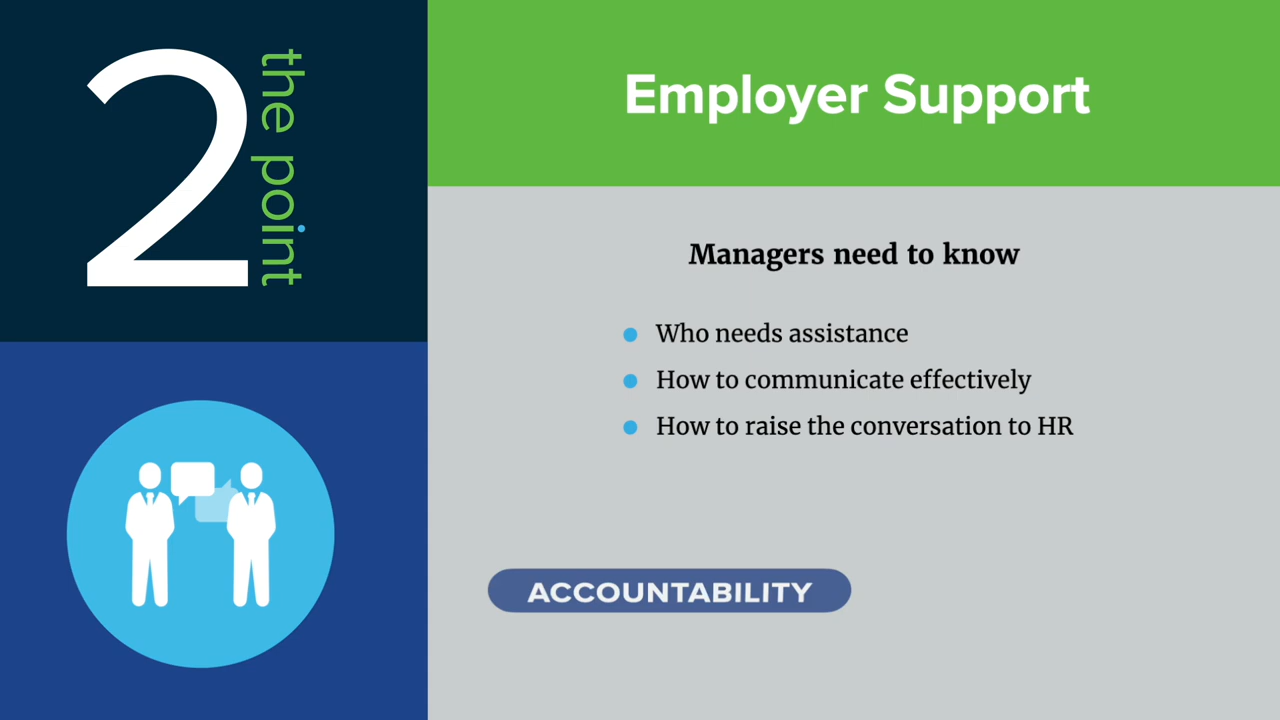 2
the point
Employer Support
Managers need to know
Who needs assistance
How to communicate effectively
How to raise the conversation to HR
ACCOUNTABILITY